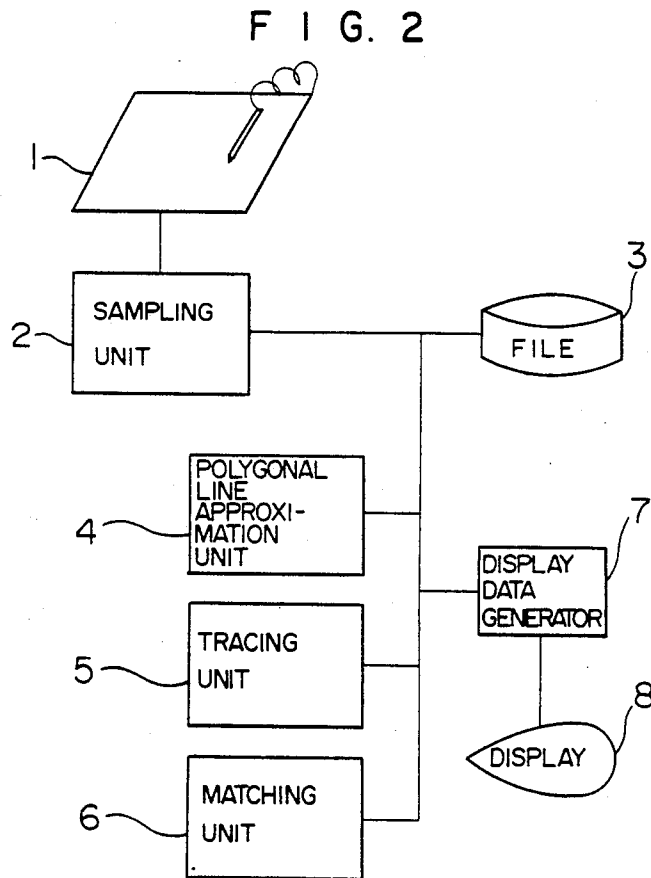 F I G. 2
1
2
SAMPLING
UNIT
3
FILE
4
POLYGONAL
LINE
APPROXI-
MATION
UNIT
5
TRACING
UNIT
6
MATCHING
UNIT
7
DISPLAY
DATA
GENERATOR
8
DISPLAY